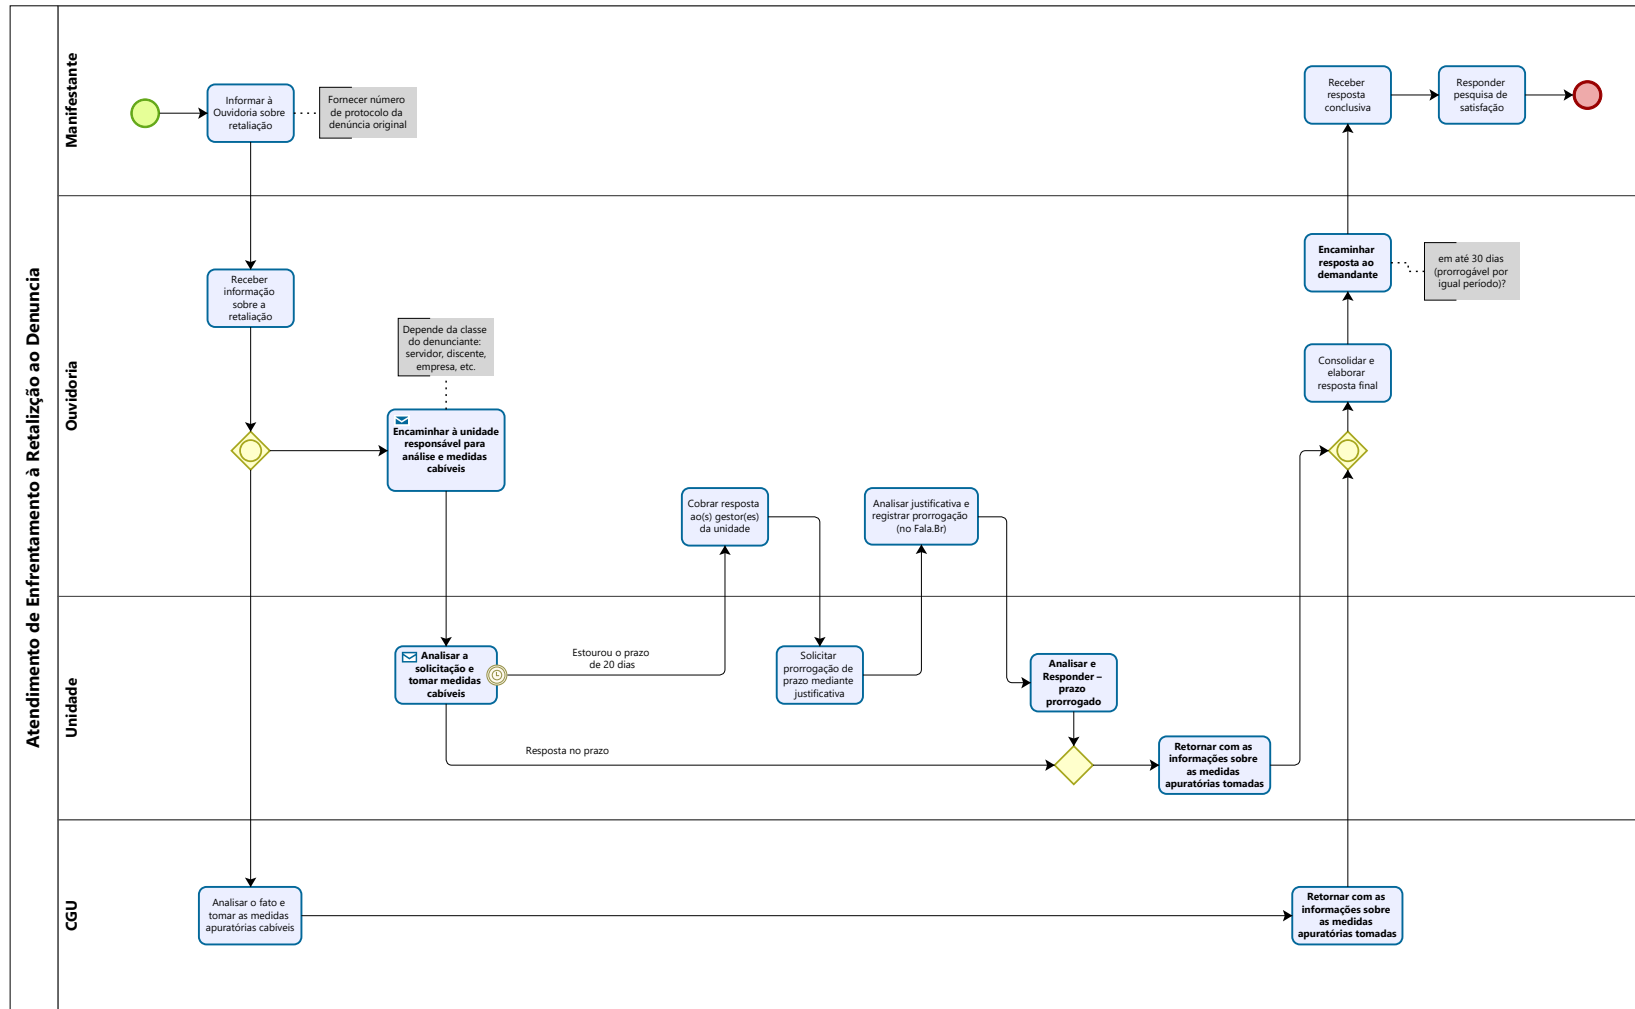 Atendimento de Enfrentamento à Retalizção ao Denuncia
Manifestante
Informar à
Ouvidoria sobre
retaliação
Fornecer número
de protocolo da
denúncia original
Receber
resposta
conclusiva
Responder
pesquisa de
satisfação
Ouvidoria
Receber
informação
sobre a
retaliação
Depende da classe
do denunciante:
servidor, discente,
empresa, etc.
Encaminhar à unidade
responsável para
análise e medidas
cabíveis
Cobrar resposta
ao(s) gestor(es)
da unidade
Analisar justificativa e
registrar prorrogação
(no Fala.Br)
Encaminhar
resposta ao
demandante
em até 30 dias
(prorrogável por
igual período)?
Consolidar e
elaborar
resposta final
Unidade
Analisar a
solicitação e
tomar medidas
cabíveis
Estourou o prazo
de 20 dias
Solicitar
prorrogação de
prazo mediante
justificativa
Analisar e
Responder –
prazo
prorrogado
Resposta no prazo
Retornar com as
informações sobre
as medidas
apuratórias tomadas
CGU
Analisar o fato e
tomar as medidas
apuratórias cabíveis
Retornar com as
informações sobre
as medidas
apuratórias tomadas